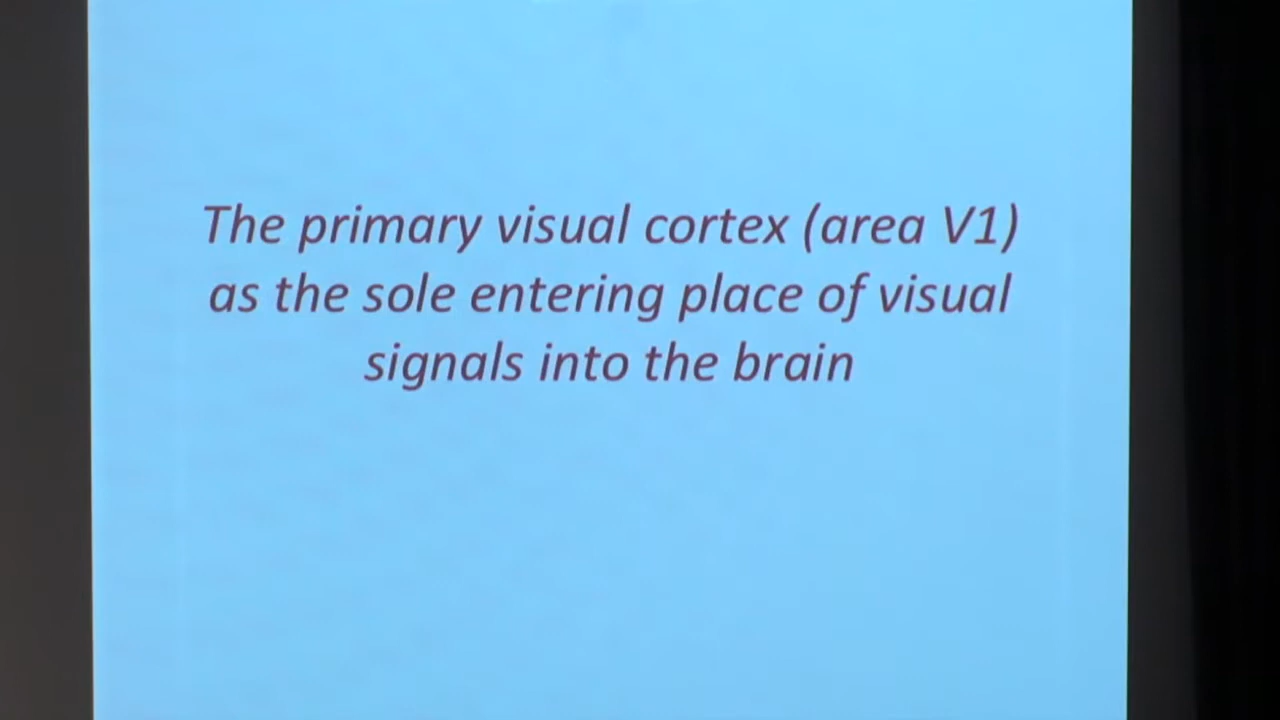 The primary visual cortex (area V1)
as the sole entering place of visual
signals into the brain